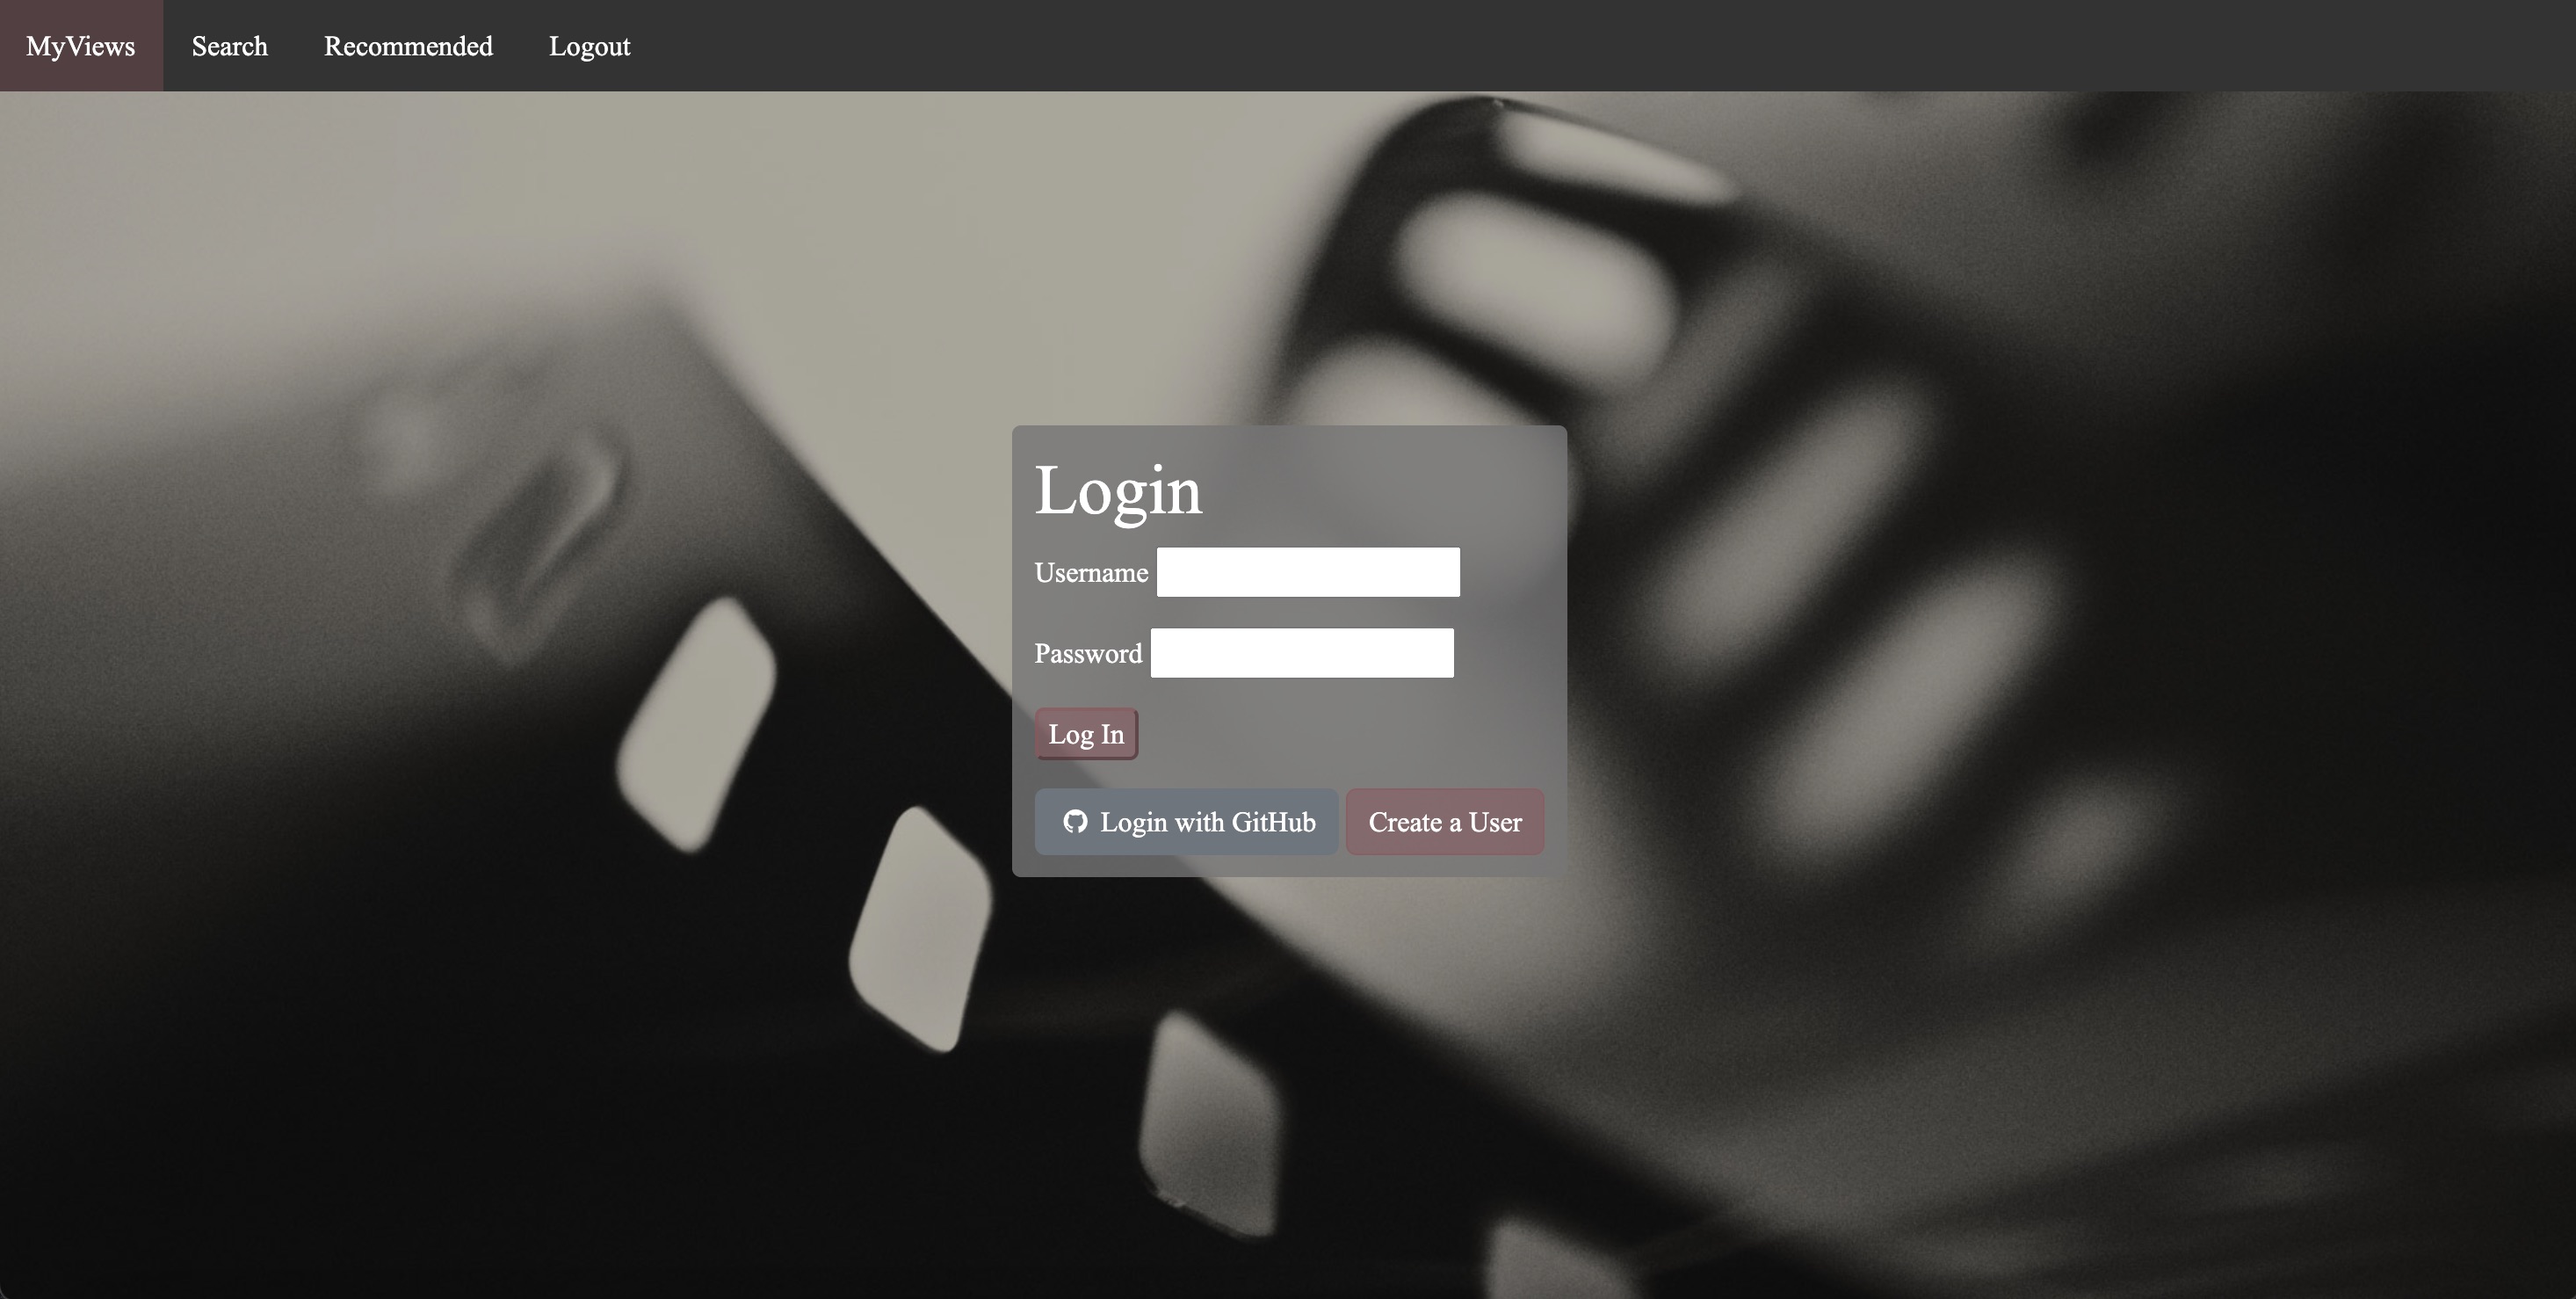 MyViews Search Recommended Logout
Login
Username
Password
Log In
Login with GitHub Create a User